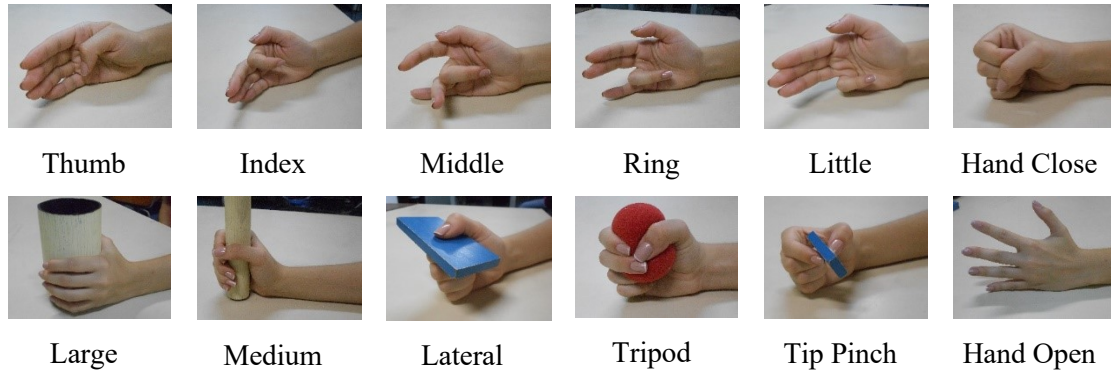 Thumb Index Middle Ring Little Hand Close
Large Medium Lateral Tripod Tip Pinch Hand Open